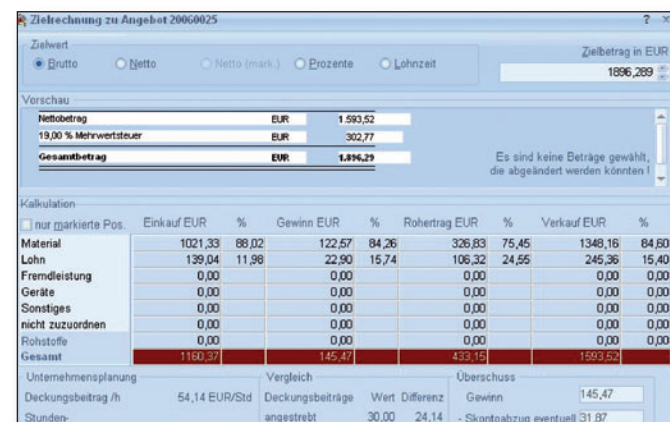 Zielrechnung zu Angebot 20060025
Zielwert
Brutto Netto Netto (mark.) Prozente Lohnzeit
Zielbetrag in EUR
1896,289
Vorschau
Nettobetrag EUR 1.593,52
19,00 % Mehrwertsteuer EUR 302,77
Gesamtbetrag EUR 1.896,29
Es sind keine Beträge gewählt,
die abgeändert werden könnten !
Kalkulation
nur markierte Pos. Einkauf EUR % Gewinn EUR % Rohertrag EUR % Verkauf EUR %
Material 1021,33 88,02 122,57 84,26 326,83 75,45 1348,16 84,60
Lohn 139,04 11,98 22,90 15,74 106,32 24,55 245,36 15,40
Fremdleistung 0,00 0,00 0,00 0,00
Geräte 0,00 0,00 0,00 0,00
Sonstiges 0,00 0,00 0,00 0,00
nicht zuzuordnen 0,00 0,00 0,00 0,00
Rohstoffe 0,00 0,00 0,00 0,00
Gesamt 1160,37 145,47 433,15 1593,52
Unternehmensplanung Vergleich Überschuss
Deckungsbeitrag /h 54,14 EUR/Std Deckungsbeiträge Wert Differenz Gewinn 145,47
Stunden- angestrebt 30,00 24,14 - Skontoabzug eventuell 31,87